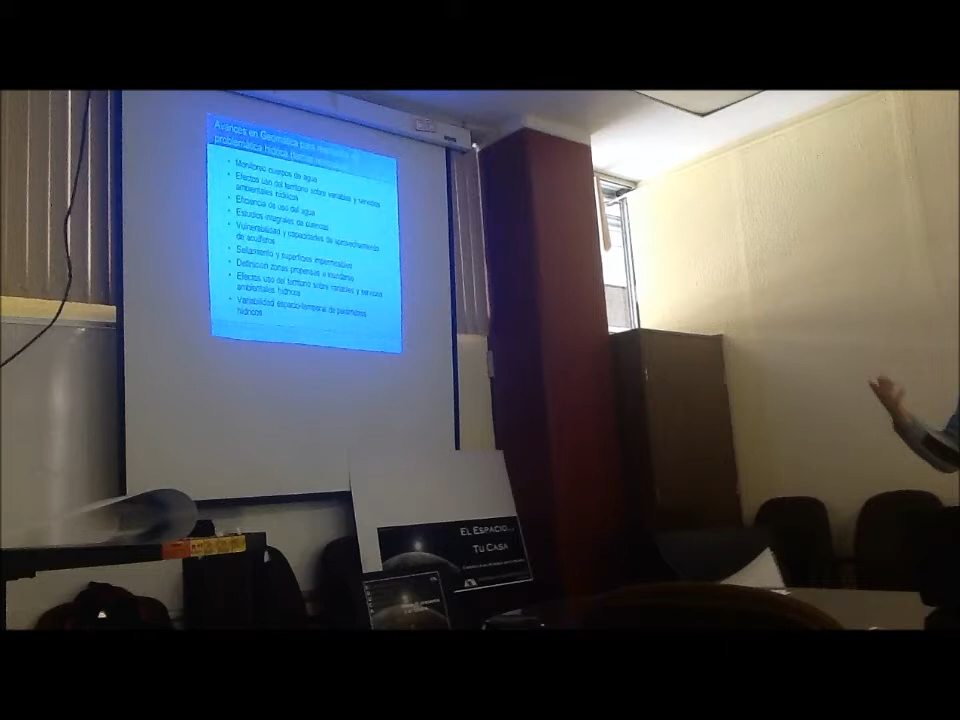 Avances en Geomática para
problemática hídrica
• Monitoreo cuerpos de agua
• Efectos uso del territorio sobre variables y servicios
ambientales hídricos
• Eficiencia de uso del agua
• Estudios integrales de cuencas
• Vulnerabilidad y capacidades de aprovechamiento
de acuíferos
• Sellamiento y superficies impermeables
• Definición zonas propensas a inundarse
• Efectos uso del territorio sobre variables y servicios
ambientales hídricos
• Variabilidad espacio-temporal de parámetros
hídricos
EL ESPACIO...
TU CASA